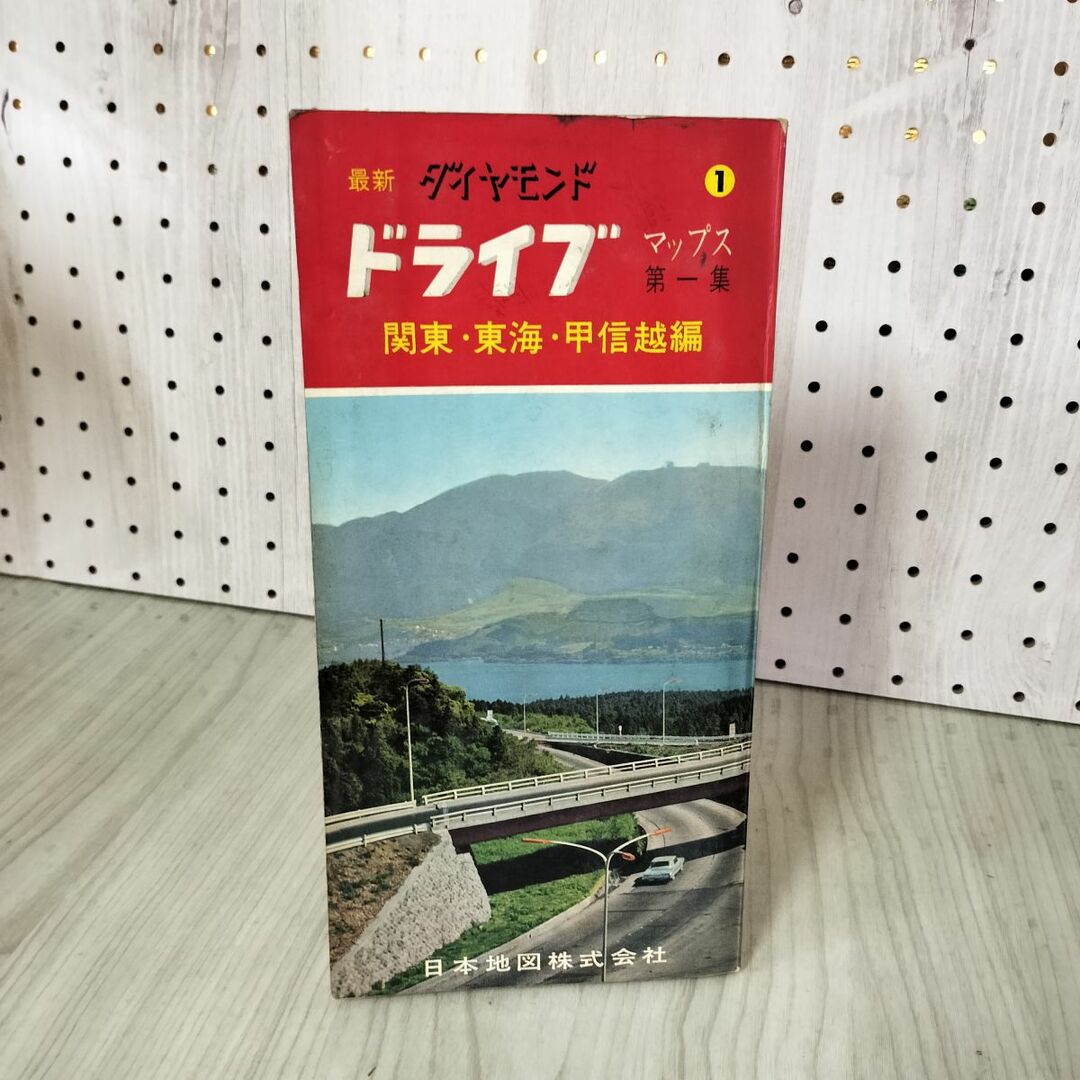 最新 ダイヤモンド 1
ドライブ マップス
第一集
関東・東海・甲信越編
日本地図株式会社